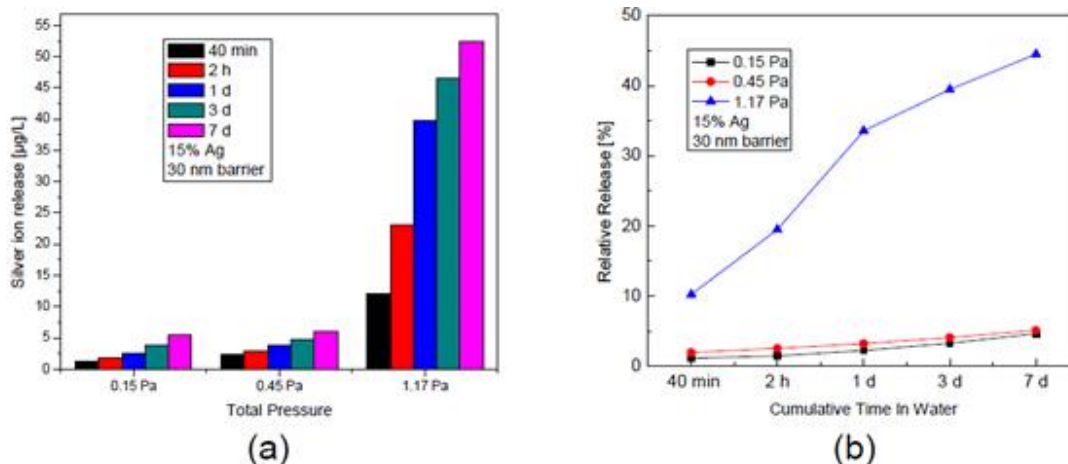 Silver ion release [µg/L]
55
50
45
40
35
30
25
20
15
10
5
0
40 min
2 h
1 d
3 d
7 d
15% Ag
30 nm barrier
0.15 Pa
0.45 Pa
1.17 Pa
Total Pressure
(a)
Relative Release [%]
50
40
30
20
10
0
0.15 Pa
0.45 Pa
1.17 Pa
15% Ag
30 nm barrier
40 min
2 h
1 d
3 d
7 d
Cumulative Time In Water
(b)